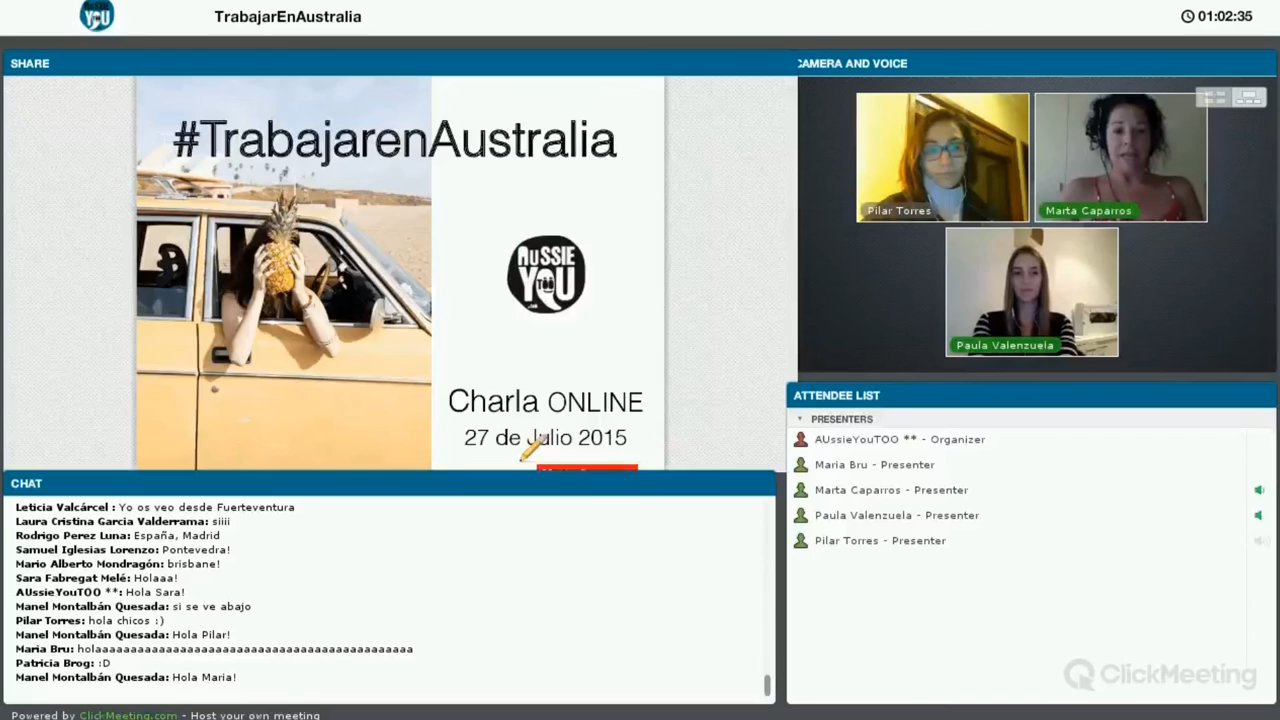 AUSSIE
YOU
TrabajarEnAustralia
01:02:35
SHARE
#TrabajarenAustralia
AUSSIE
YOU
TOO
Charla ONLINE
27 de Julio 2015
CAMERA AND VOICE
Pilar Torres
Marta Caparros
Paula Valenzuela
ATTENDEE LIST
PRESENTERS
AUssieYouTOO ** - Organizer
Maria Bru - Presenter
Marta Caparros - Presenter
Paula Valenzuela - Presenter
Pilar Torres - Presenter
CHAT
Leticia Valcárcel : Yo os veo desde Fuerteventura
Laura Cristina Garcia Valderrama: siiii
Rodrigo Perez Luna: España, Madrid
Samuel Iglesias Lorenzo: Pontevedra!
Mario Alberto Mondragón: brisbane!
Sara Fabregat Melé: Holaaa!
AUssieYouTOO **: Hola Sara!
Manel Montalbán Quesada: si se ve abajo
Pilar Torres: hola chicos :)
Manel Montalbán Quesada: Hola Pilar!
Maria Bru: holaaaaaaaaaaaaaaaaaaaaaaaaaaaaaaaaaaaaaaaaaaaaa
Patricia Brog: :D
Manel Montalbán Quesada: Hola Maria!
ClickMeeting
Powered by ClickMeeting.com - Host your own meeting